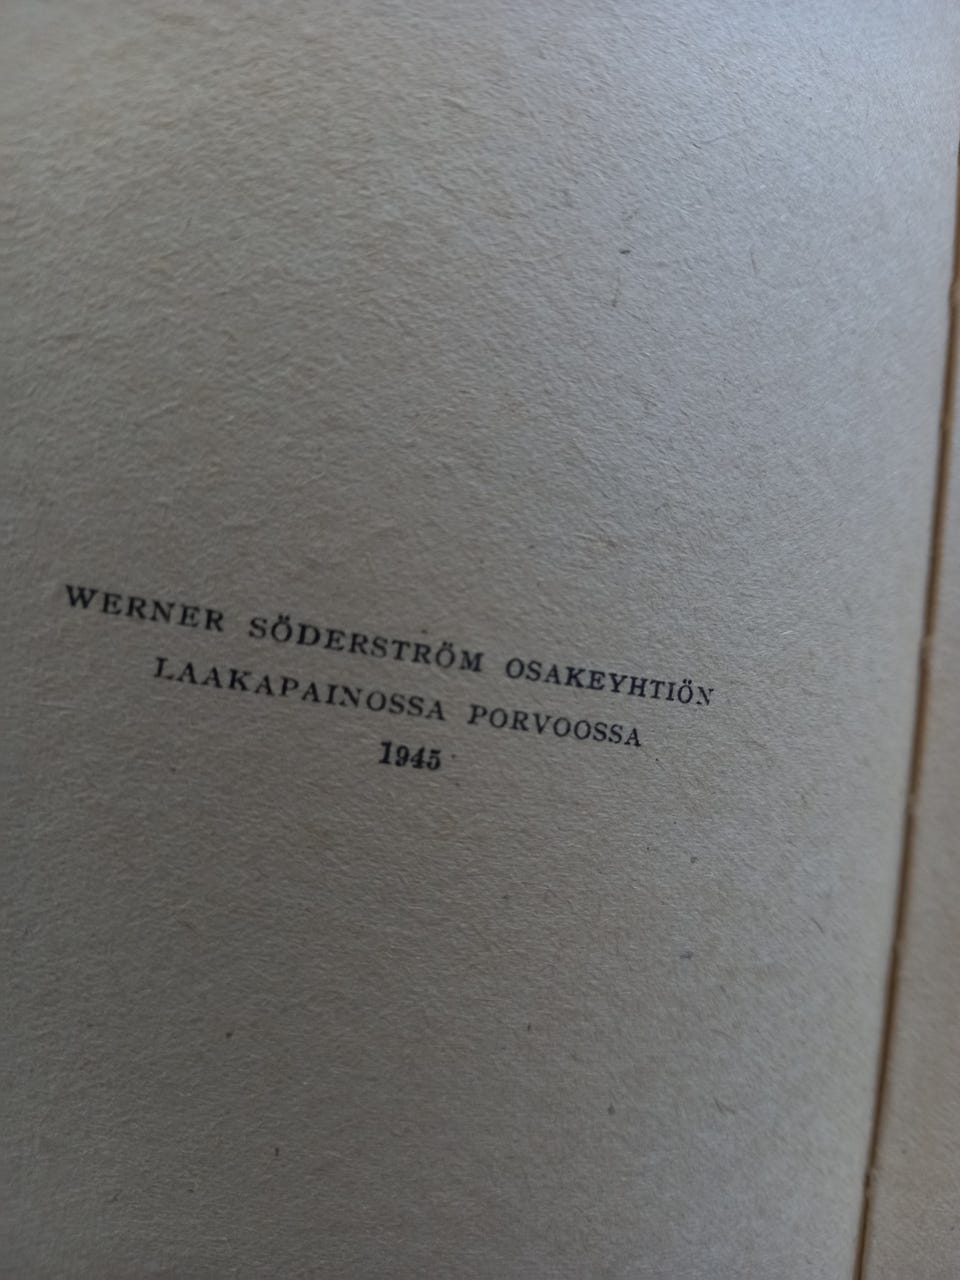 WERNER SÖDERSTRÖM OSAKEYHTIÖN
LAAKAPAINOSSA PORVOOSSA
1945